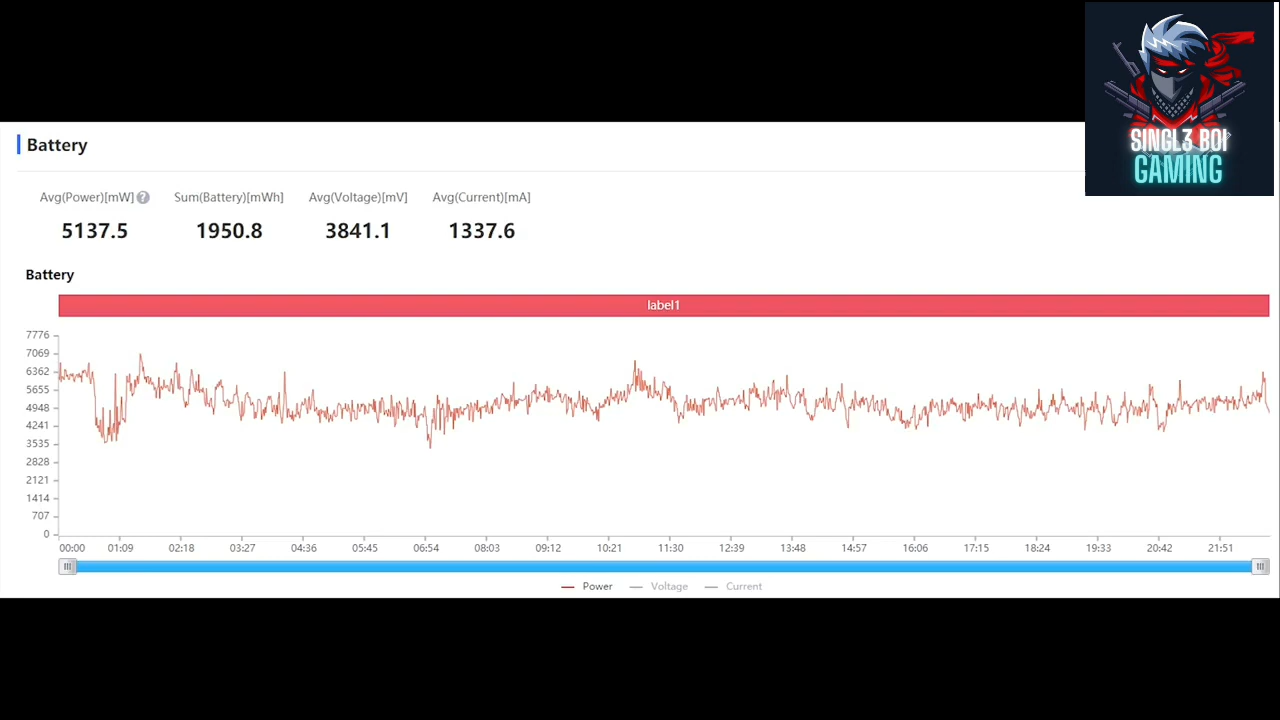 SINGL3 BOI
GAMING
Battery
Avg(Power)[mW] ? Sum(Battery)[mWh] Avg(Voltage)[mV] Avg(Current)[mA]
5137.5 1950.8 3841.1 1337.6
Battery
label1
7776
7069
6362
5655
4948
4241
3535
2828
2121
1414
707
0
00:00 01:09 02:18 03:27 04:36 05:45 06:54 08:03 09:12 10:21 11:30 12:39 13:48 14:57 16:06 17:15 18:24 19:33 20:42 21:51
Power Voltage Current